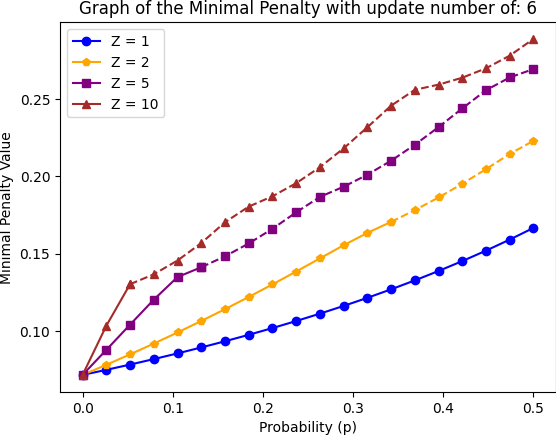 Graph of the Minimal Penalty with update number of: 6
Z = 1
Z = 2
Z = 5
Z = 10
Minmal Penalty Value
0.25
0.20
0.15
0.10
0.0 0.1 0.2 0.3 0.4 0.5
Probability (p)